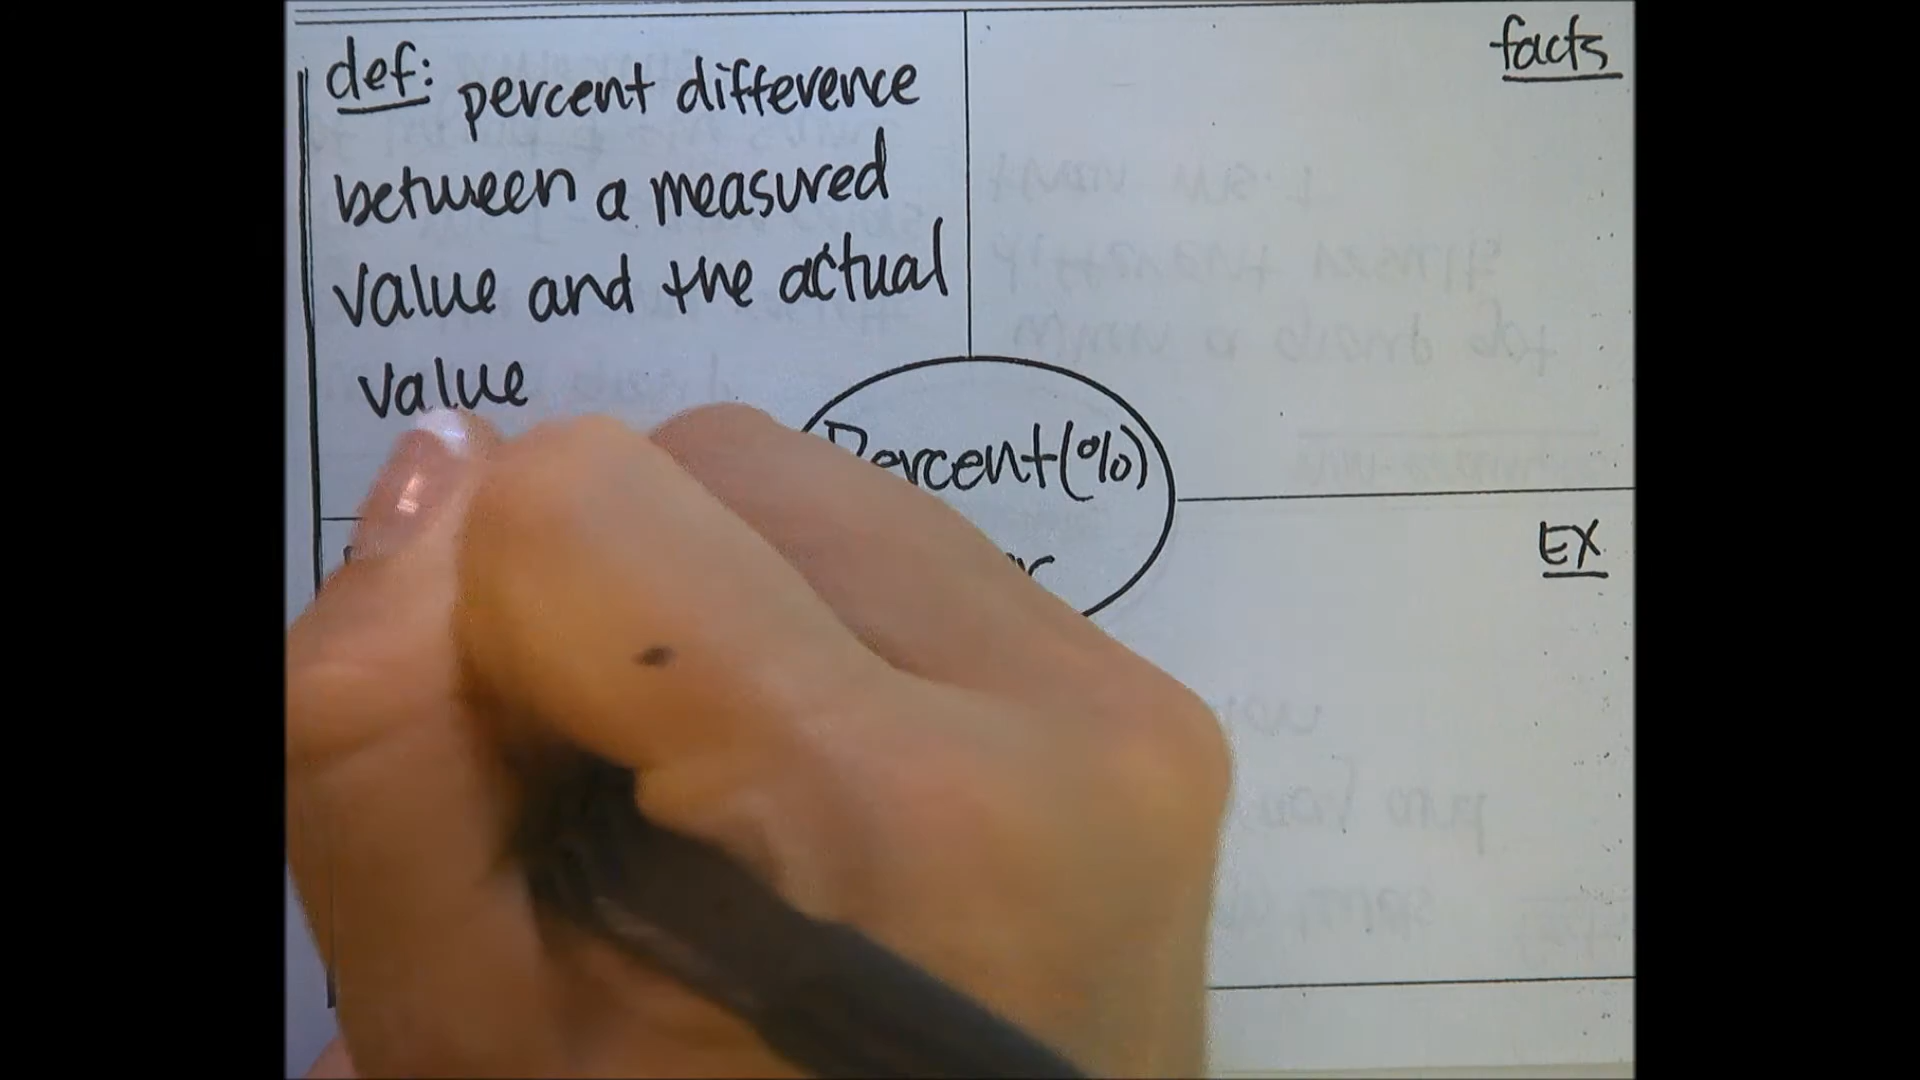 def: percent difference
between a measured
value and the actual
value
facts
Percent (%)
EX